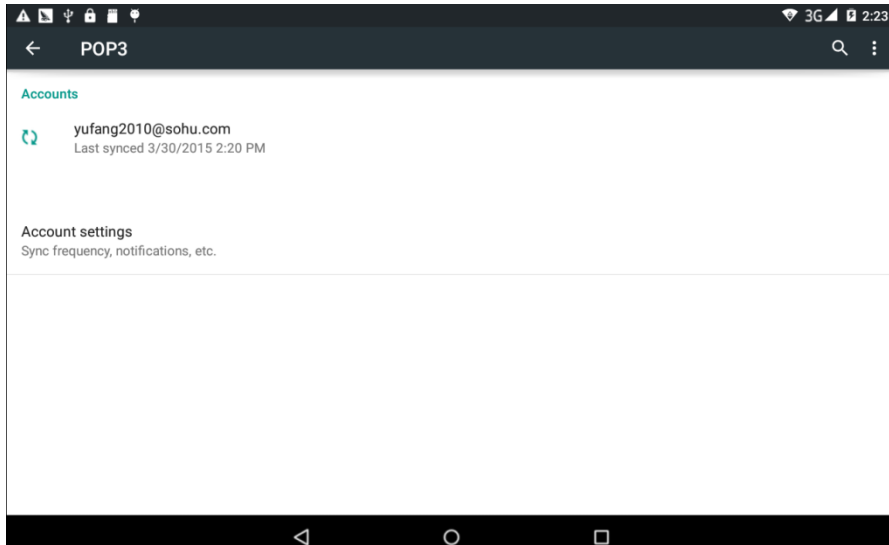 3G 2:23
POP3
Accounts
yufang2010@sohu.com
Last synced 3/30/2015 2:20 PM
Account settings
Sync frequency, notifications, etc.